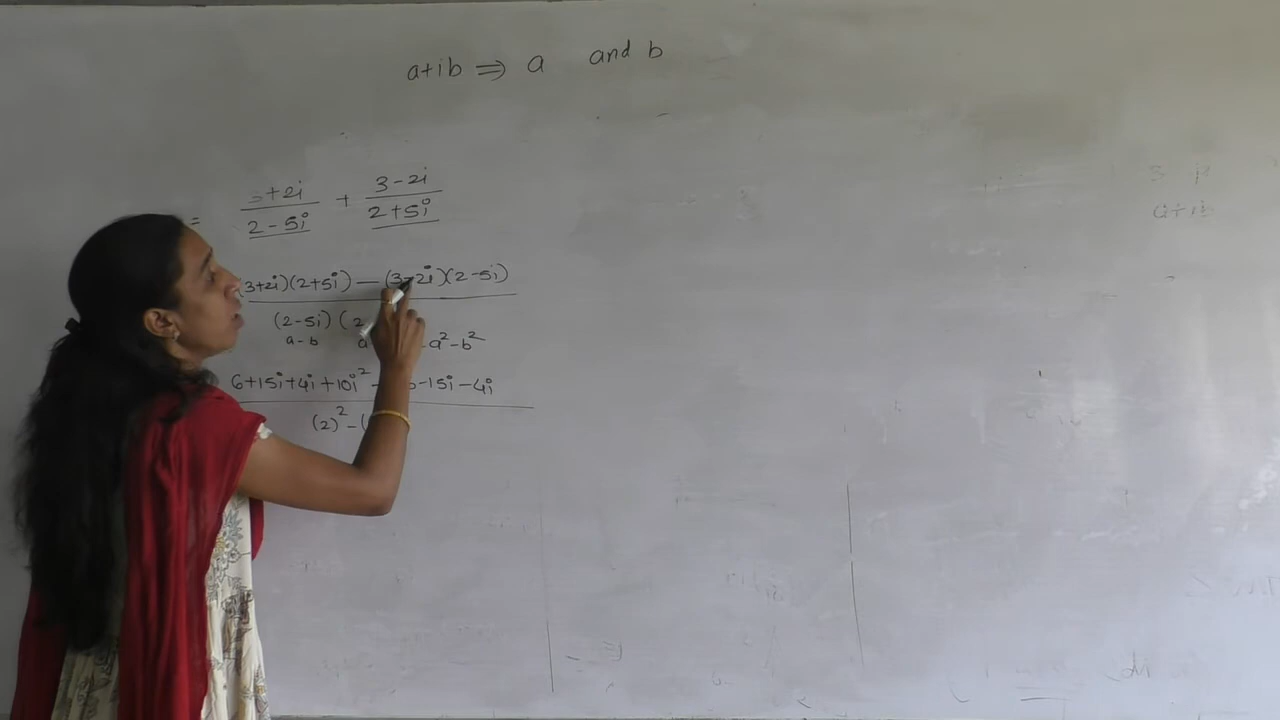 a+ib ⇒ a and b
= 3+2i/2-5i + 3-2i/2+5i
(3+2i)(2+5i) — (3-2i)(2-5i)
(2-5i) (2
a-b a - a²-b²
6+15i+4i+10i² - 6-15i-4i
(2)² - (